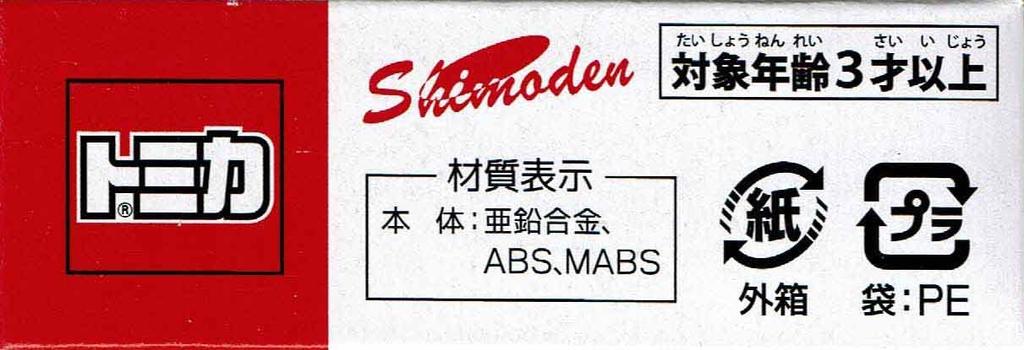 トミカ®
Shimoden
たいしょうねんれい さい いじょう
対象年齢3才以上
材質表示
本 体:亜鉛合金、
ABS、MABS
紙
外箱
プラ
袋:PE